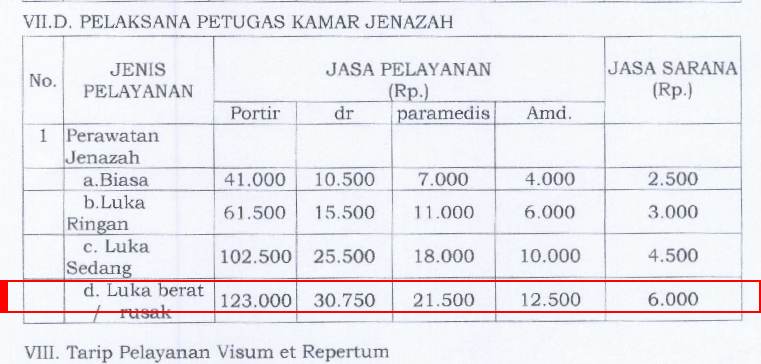 VII.D. PELAKSANA PETUGAS KAMAR JENAZAH
No. JENIS PELAYANAN JASA PELAYANAN (Rp.) JASA SARANA (Rp.)
Portir dr paramedis Amd.
1 Perawatan Jenazah
a.Biasa 41.000 10.500 7.000 4.000 2.500
b.Luka Ringan 61.500 15.500 11.000 6.000 3.000
c. Luka Sedang 102.500 25.500 18.000 10.000 4.500
d. Luka berat / rusak 123.000 30.750 21.500 12.500 6.000
VIII. Tarip Pelayanan Visum et Repertum